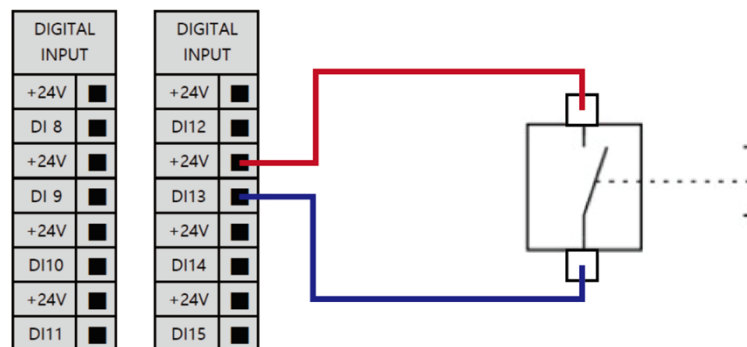 DIGITAL
INPUT
+24V
DI 8
+24V
DI 9
+24V
DI10
+24V
DI11
DIGITAL
INPUT
+24V
DI12
+24V
DI13
+24V
DI14
+24V
DI15